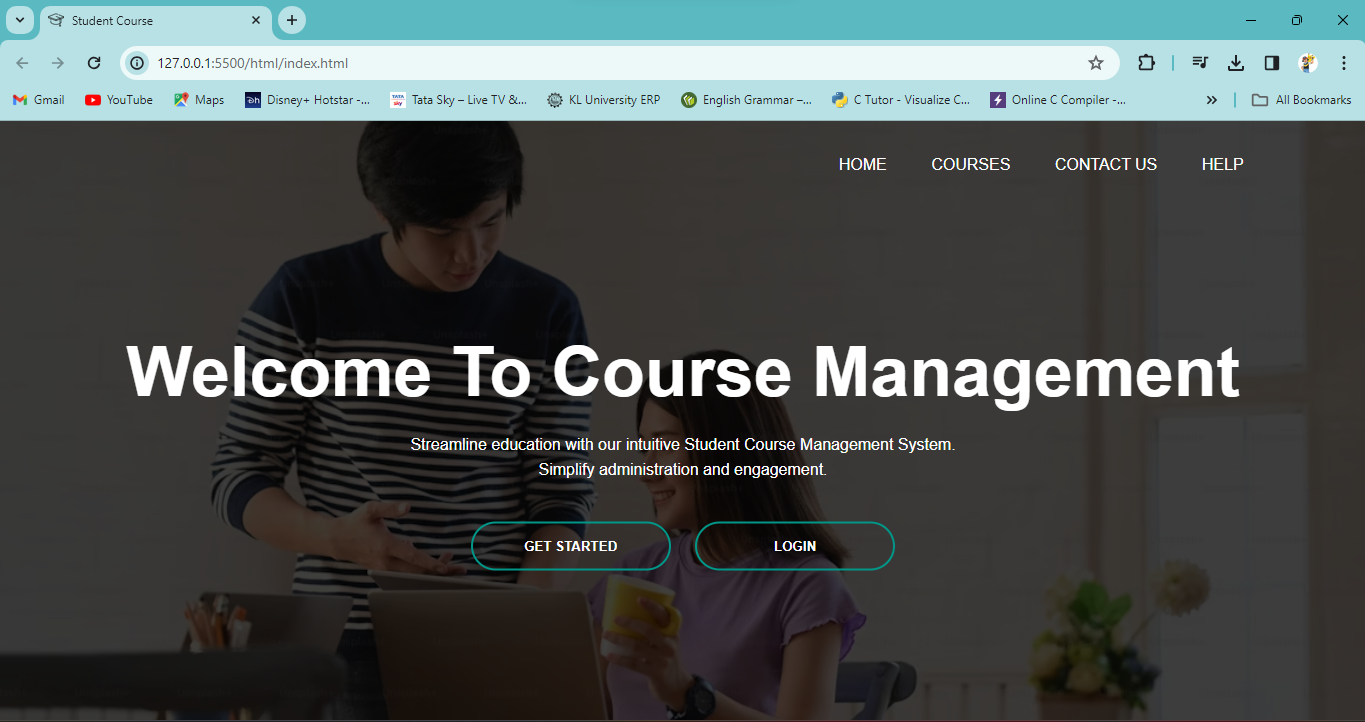 Student Course
127.0.0.1:5500/html/index.html
Gmail YouTube Maps Disney+ Hotstar -... Tata Sky – Live TV &... KL University ERP English Grammar –... C Tutor - Visualize C... Online C Compiler -... All Bookmarks
HOME COURSES CONTACT US HELP
Welcome To Course Management
Streamline education with our intuitive Student Course Management System.
Simplify administration and engagement.
GET STARTED LOGIN